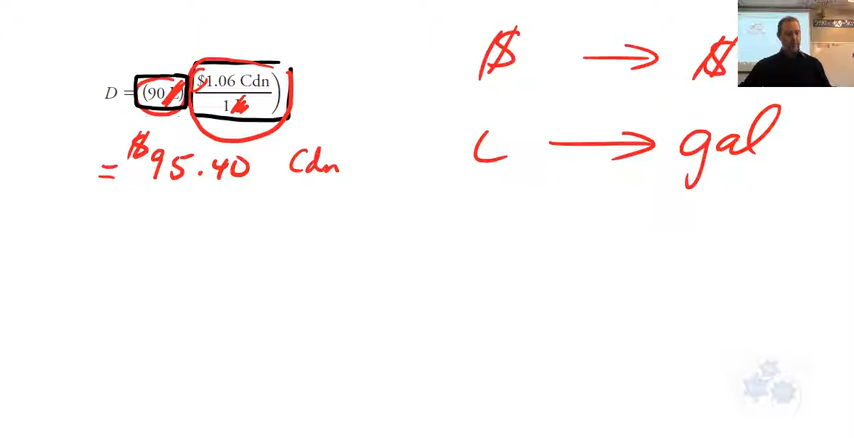 D = (90 L) ($1.06 Cdn / 1 L)
= $95.40 Cdn
$ → $
L → gal